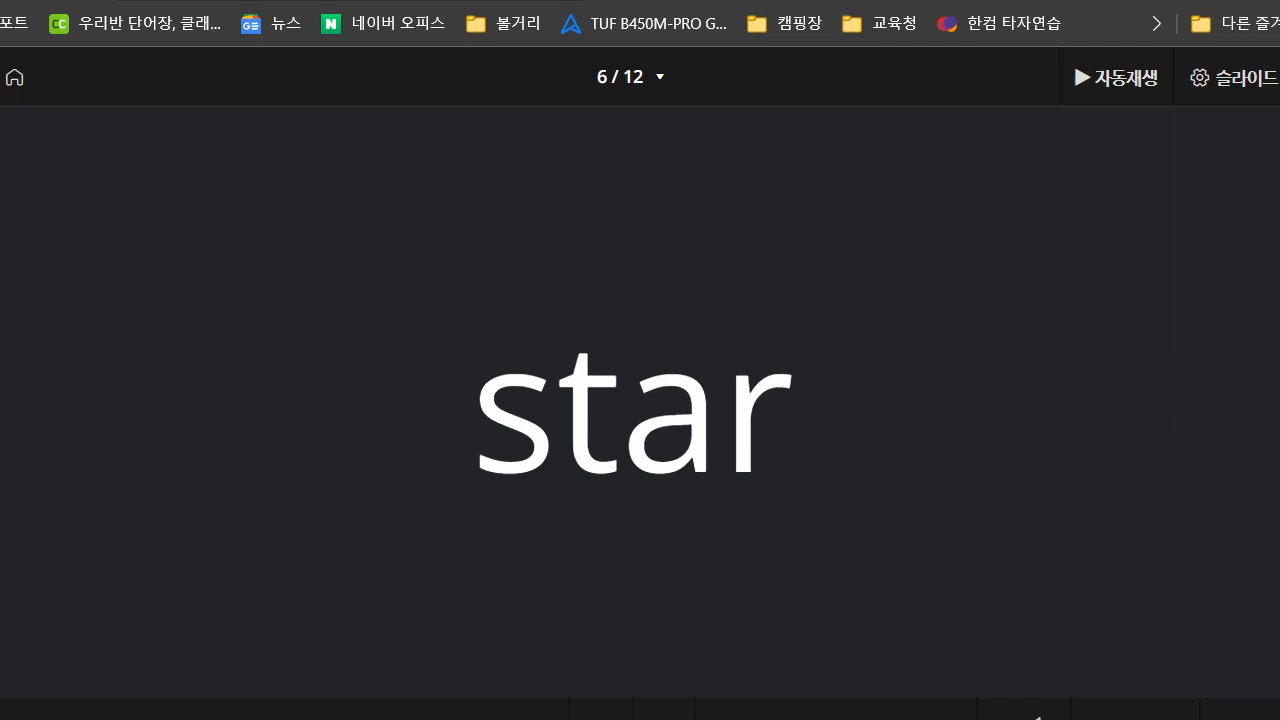 포트 우리반 단어장, 클래... 뉴스 네이버 오피스 볼거리 TUF B450M-PRO G... 캠핑장 교육청 한컴 타자연습 다른 즐겨
6 / 12 자동재생 슬라이드
star